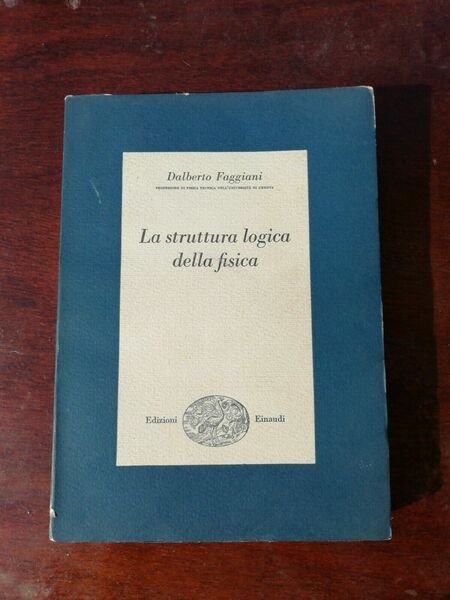 Dalberto Faggiani
PROFESSORE DI FISICA TECNICA NELL'UNIVERSITÀ DI GENOVA
La struttura logica
della fisica
Edizioni Einaudi